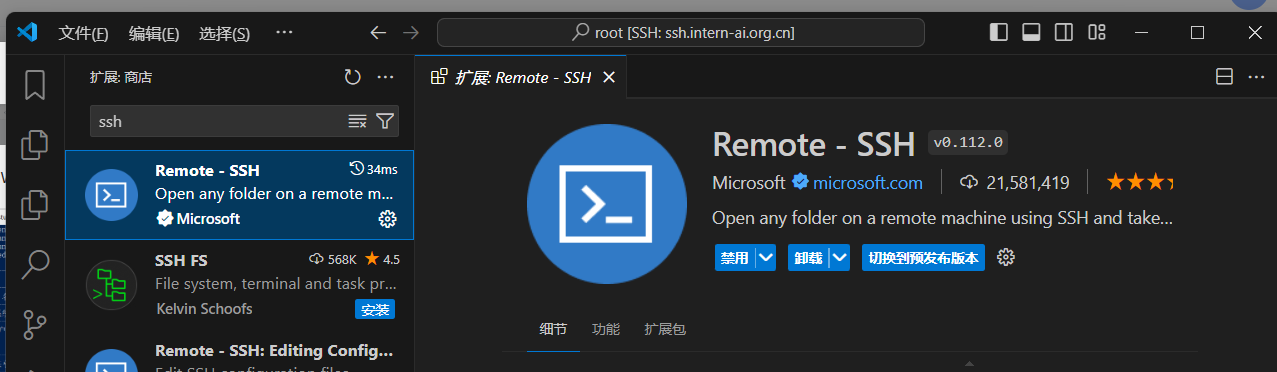 文件(F) 编辑(E) 选择(S) ··· root [SSH: ssh.intern-ai.org.cn]
扩展: 商店
扩展: Remote - SSH
ssh
Remote - SSH 34ms
Open any folder on a remote m...
Microsoft
SSH FS 568K 4.5
File system, terminal and task pr...
Kelvin Schoofs 安装
Remote - SSH: Editing Config...
Edit SSH configuration files
Remote - SSH v0.112.0
Microsoft microsoft.com 21,581,419
Open any folder on a remote machine using SSH and take...
禁用 卸载 切换到预发布版本
细节 功能 扩展包